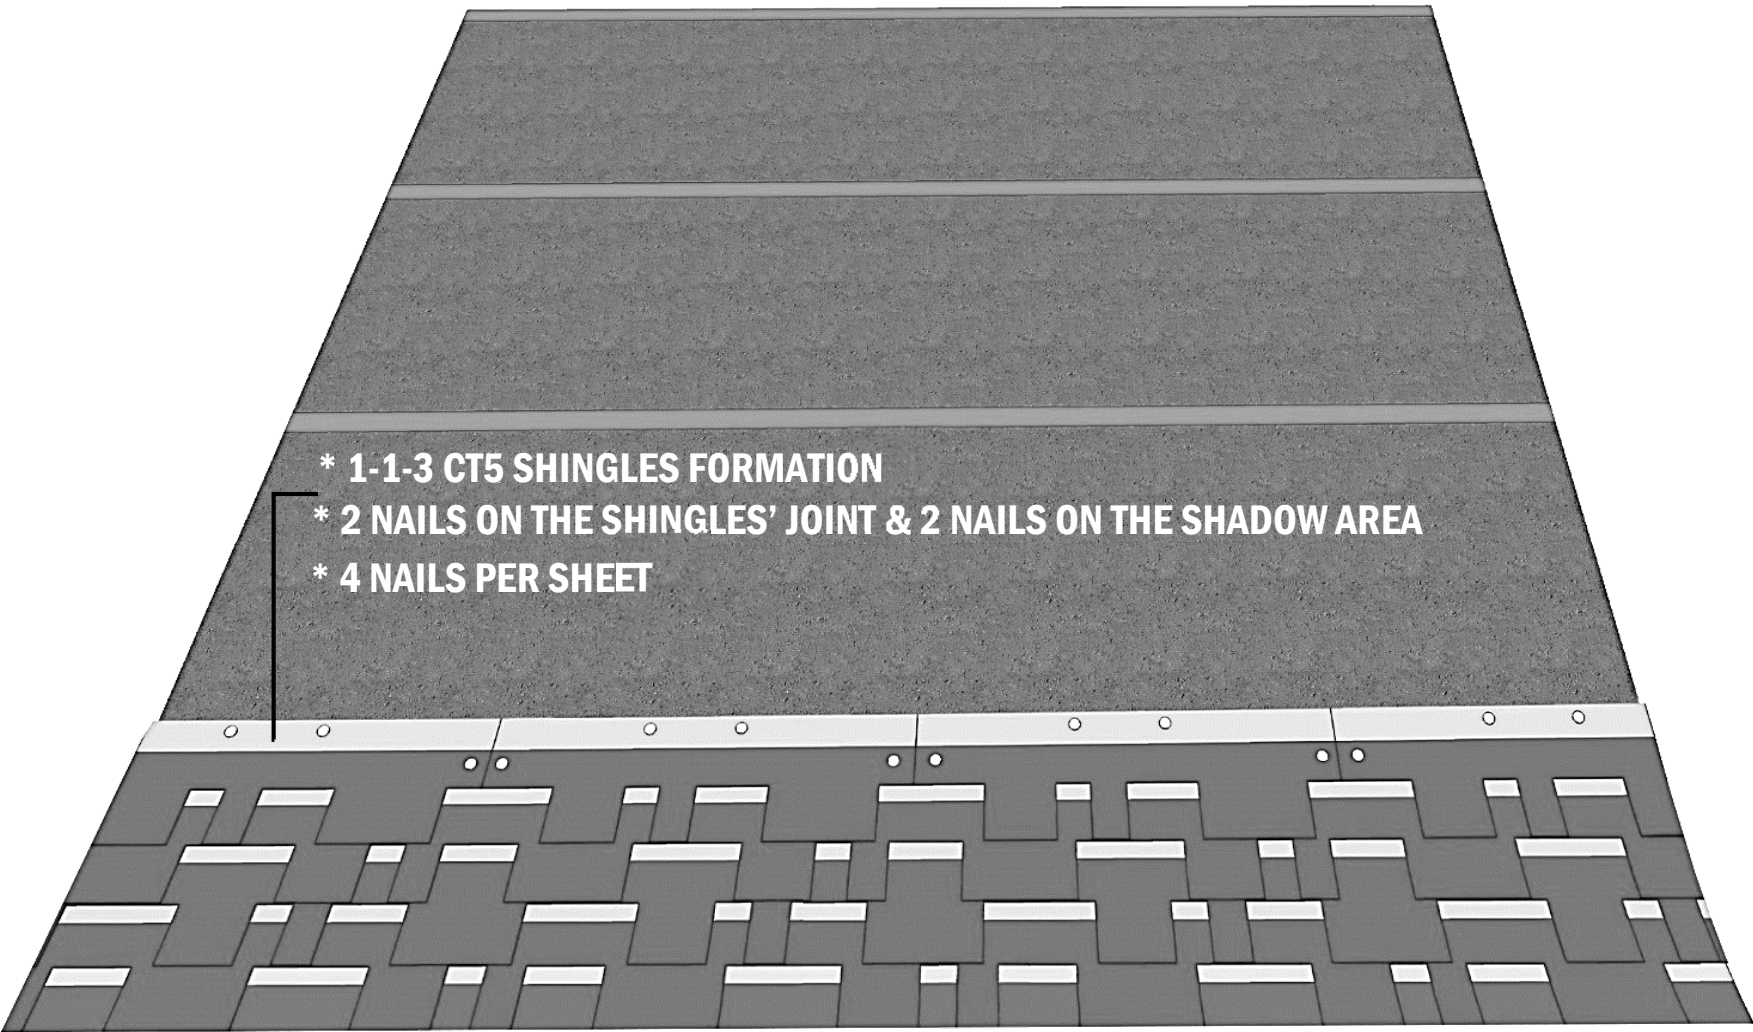 * 1-1-3 CT5 SHINGLES FORMATION
* 2 NAILS ON THE SHINGLES’ JOINT & 2 NAILS ON THE SHADOW AREA
* 4 NAILS PER SHEET